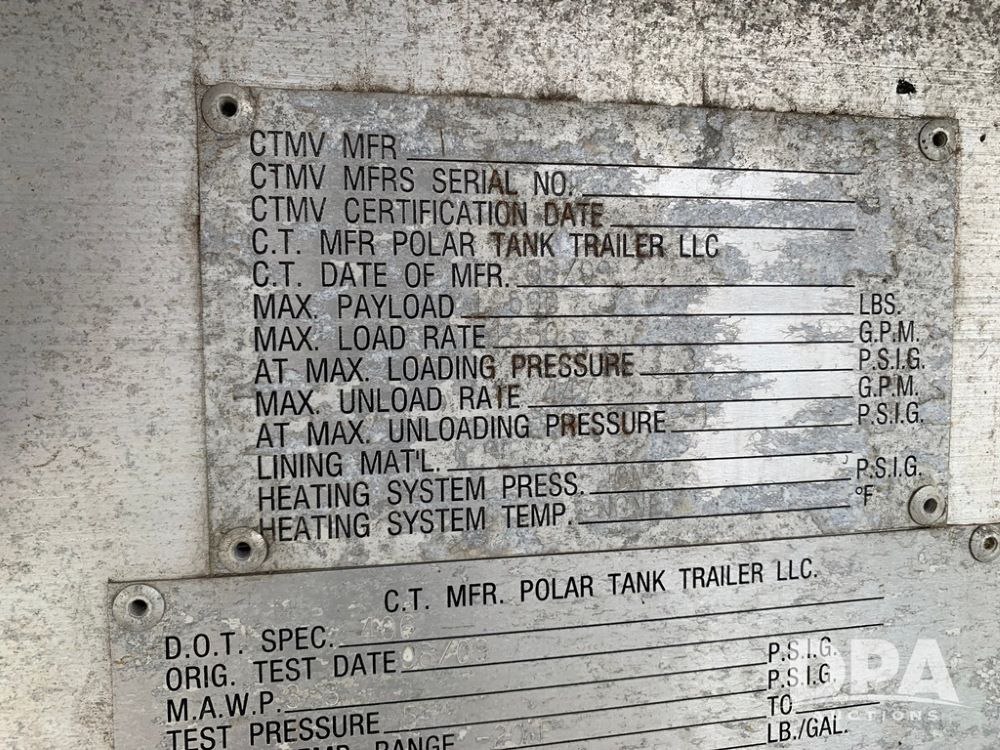 CTMV MFR
CTMV MFRS SERIAL NO.
CTMV CERTIFICATION DATE
C.T. MFR POLAR TANK TRAILER LLC
C.T. DATE OF MFR.
MAX. PAYLOAD LBS.
MAX. LOAD RATE G.P.M.
AT MAX. LOADING PRESSURE P.S.I.G.
MAX. UNLOAD RATE G.P.M.
AT MAX. UNLOADING PRESSURE P.S.I.G.
LINING MAT'L.
HEATING SYSTEM PRESS. P.S.I.G.
HEATING SYSTEM TEMP. °F
C.T. MFR. POLAR TANK TRAILER LLC.
D.O.T. SPEC.
ORIG. TEST DATE
M.A.W.P. P.S.I.G.
TEST PRESSURE P.S.I.G.
TEMP. RANGE TO
LB./GAL.